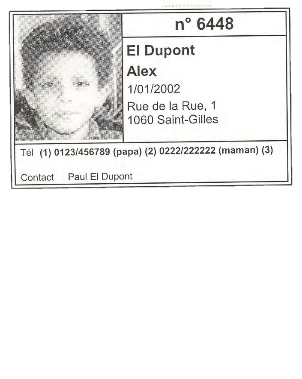 n° 6448
El Dupont
Alex
1/01/2002
Rue de la Rue, 1
1060 Saint-Gilles
Tél (1) 0123/456789 (papa) (2) 0222/222222 (maman) (3)
Contact Paul El Dupont